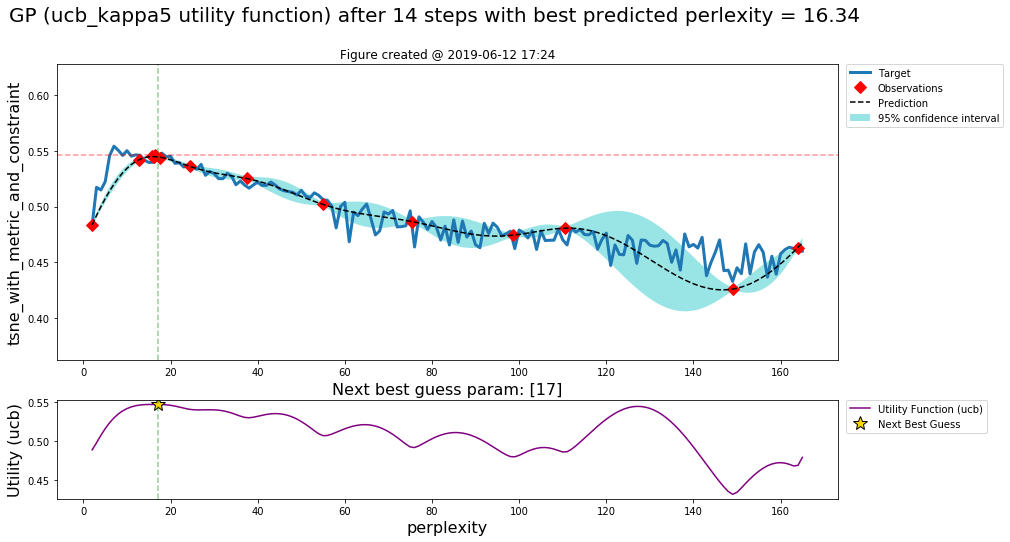 GP (ucb_kappa5 utility function) after 14 steps with best predicted perlexity = 16.34
Figure created @ 2019-06-12 17:24
tsne_with_metric_and_constraint
0.60
0.55
0.50
0.45
0.40
0 20 40 60 80 100 120 140 160
Target
Observations
Prediction
95% confidence interval
Next best guess param: [17]
Utility (ucb)
0.55
0.50
0.45
0 20 40 60 80 100 120 140 160
perplexity
Utility Function (ucb)
Next Best Guess